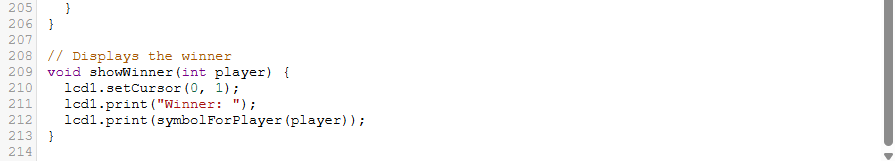 205   }
206 }
207
208 // Displays the winner
209 void showWinner(int player) {
210   lcd1.setCursor(0, 1);
211   lcd1.print("Winner: ");
212   lcd1.print(symbolForPlayer(player));
213 }
214